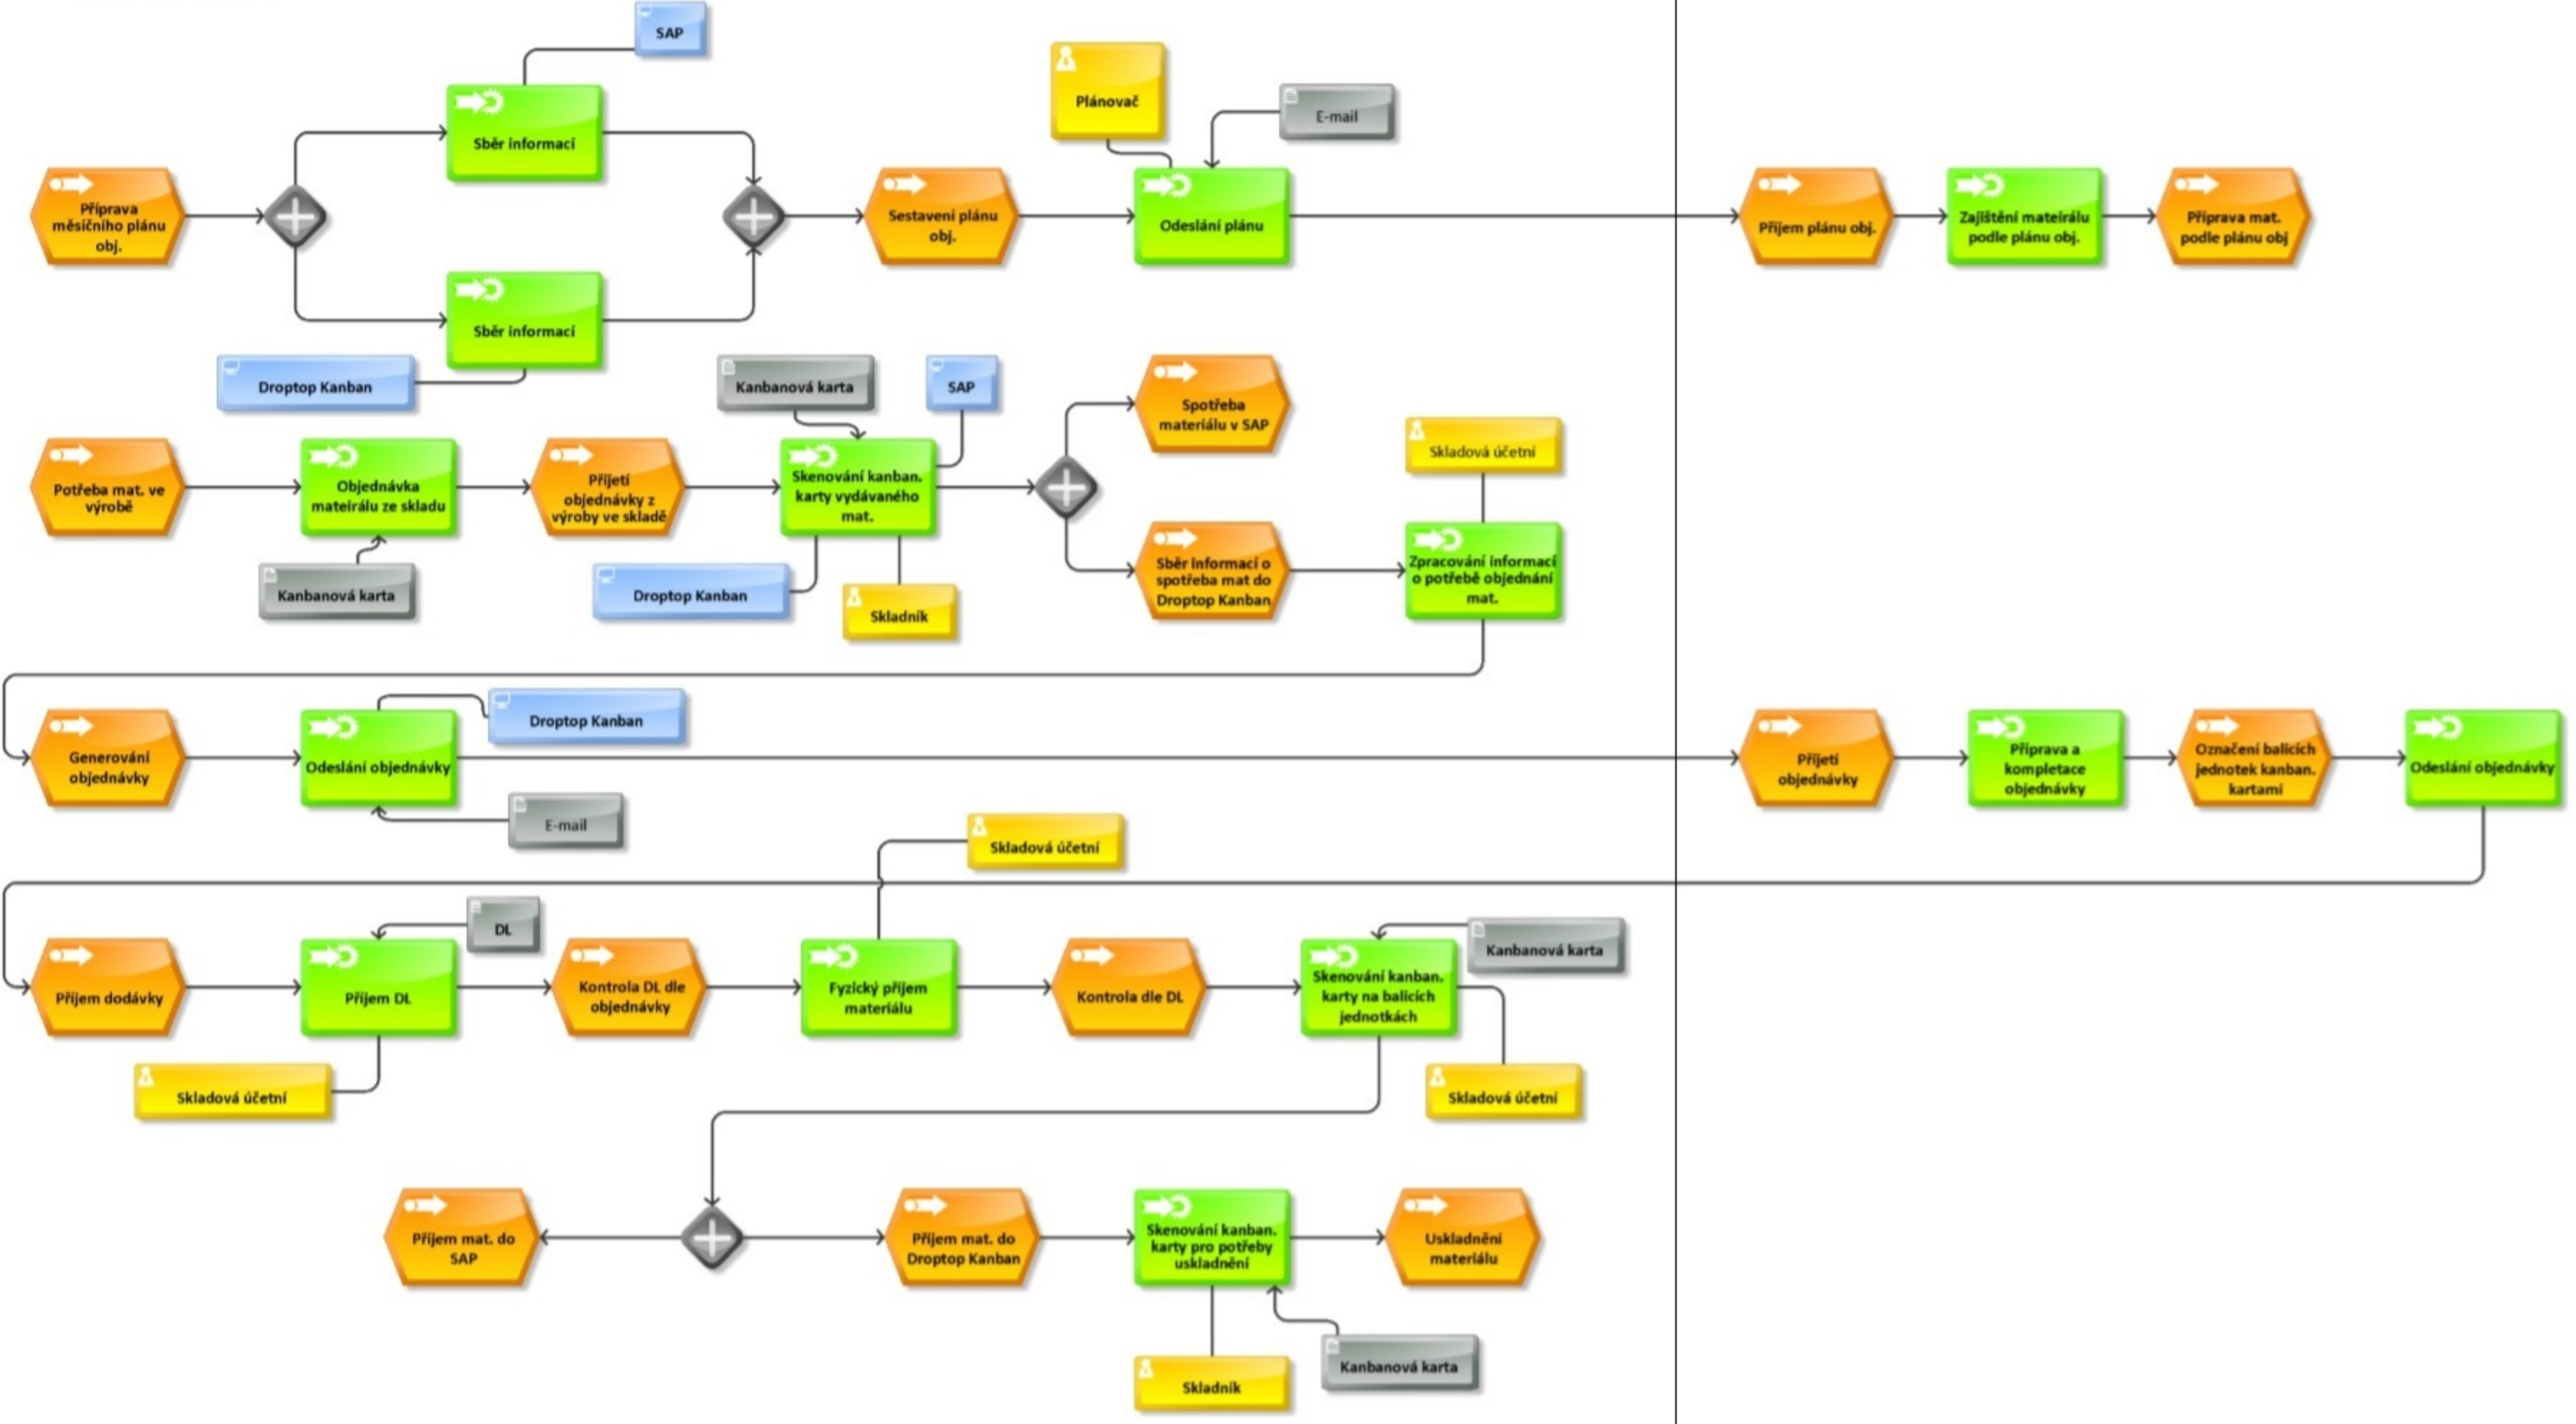 SAP
Plánovač
E-mail
Sběr informací
Příprava
měsíčního plánu
obj.
Sestavení plánu
obj.
Odeslání plánu
Příjem plánu obj.
Zajištění mateirálu
podle plánu obj.
Příprava mat.
podle plánu obj
Sběr informací
Droptop Kanban
Kanbanová karta
SAP
Spotřeba
materiálu v SAP
Skladová účetní
Potřeba mat. ve
výrobě
Objednávka
mateirálu ze skladu
Přijetí
objednávky z
výroby ve skladě
Skenování kanban.
karty vydávaného
mat.
Sběr informací o
spotřeba mat do
Droptop Kanban
Zpracování informací
o potřebě objednání
mat.
Kanbanová karta
Droptop Kanban
Skladník
Generování
objednávky
Odeslání objednávky
Droptop Kanban
E-mail
Přijetí
objednávky
Příprava a
kompletace
objednávky
Označení balicích
jednotek kanban.
kartami
Odeslání objednávky
Skladová účetní
DL
Kanbanová karta
Příjem dodávky
Příjem DL
Kontrola DL dle
objednávky
Fyzický příjem
materiálu
Kontrola dle DL
Skenování kanban.
karty na balicích
jednotkách
Skladová účetní
Skladová účetní
Příjem mat. do
SAP
Příjem mat. do
Droptop Kanban
Skenování kanban.
karty pro potřeby
uskladnění
Uskladnění
materiálu
Kanbanová karta
Skladník